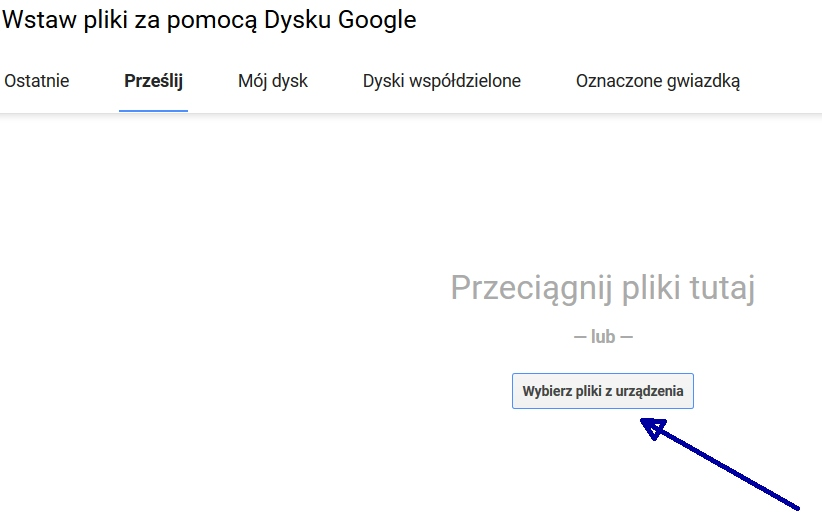 Wstaw pliki za pomocą Dysku Google
Ostatnie Prześlij Mój dysk Dyski współdzielone Oznaczone gwiazdką
Przeciągnij pliki tutaj
— lub —
Wybierz pliki z urządzenia